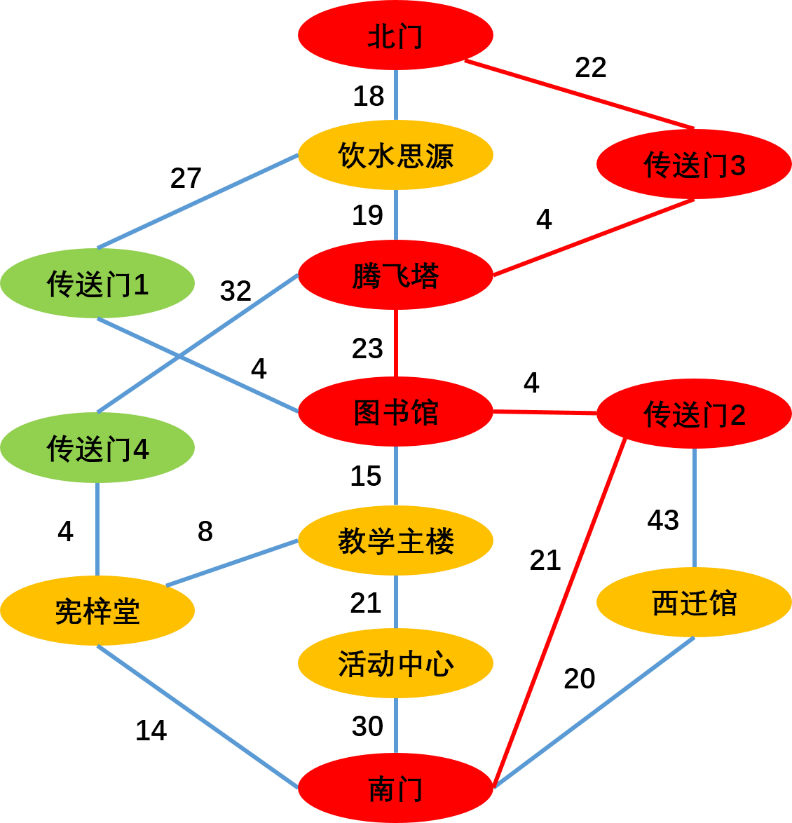 北门
22
18
饮水思源
传送门3
27
19
4
传送门1
32
腾飞塔
23
4
4
图书馆
传送门2
传送门4
15
4
8
教学主楼
43
21
宪梓堂
21
西迁馆
活动中心
20
14
30
南门